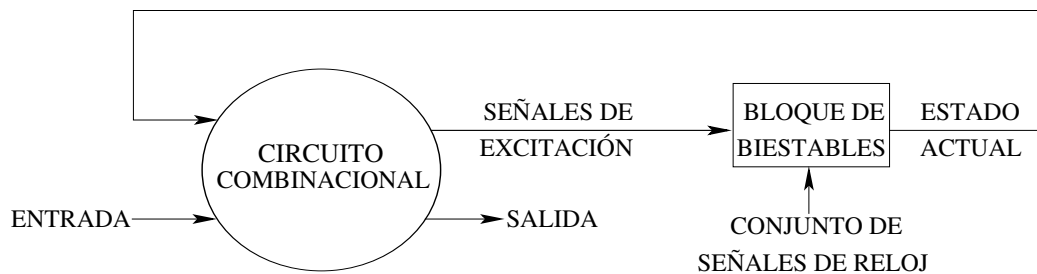 SEÑALES DE
EXCITACIÓN
BLOQUE DE
BIESTABLES
ESTADO
ACTUAL
CIRCUITO
COMBINACIONAL
ENTRADA
SALIDA
CONJUNTO DE
SEÑALES DE RELOJ